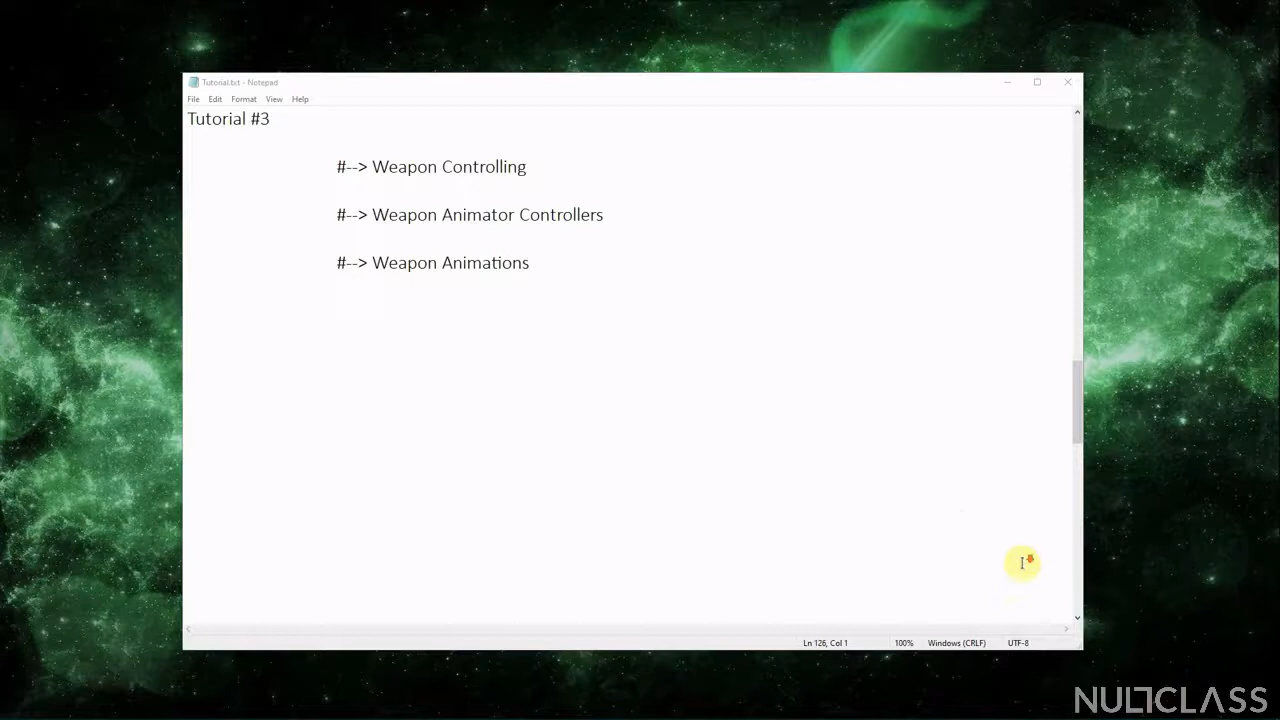 Tutorial.txt - Notepad
File Edit Format View Help
Tutorial #3
#--> Weapon Controlling
#--> Weapon Animator Controllers
#--> Weapon Animations
Ln 126, Col 1 100% Windows (CRLF) UTF-8
NULLCLASS